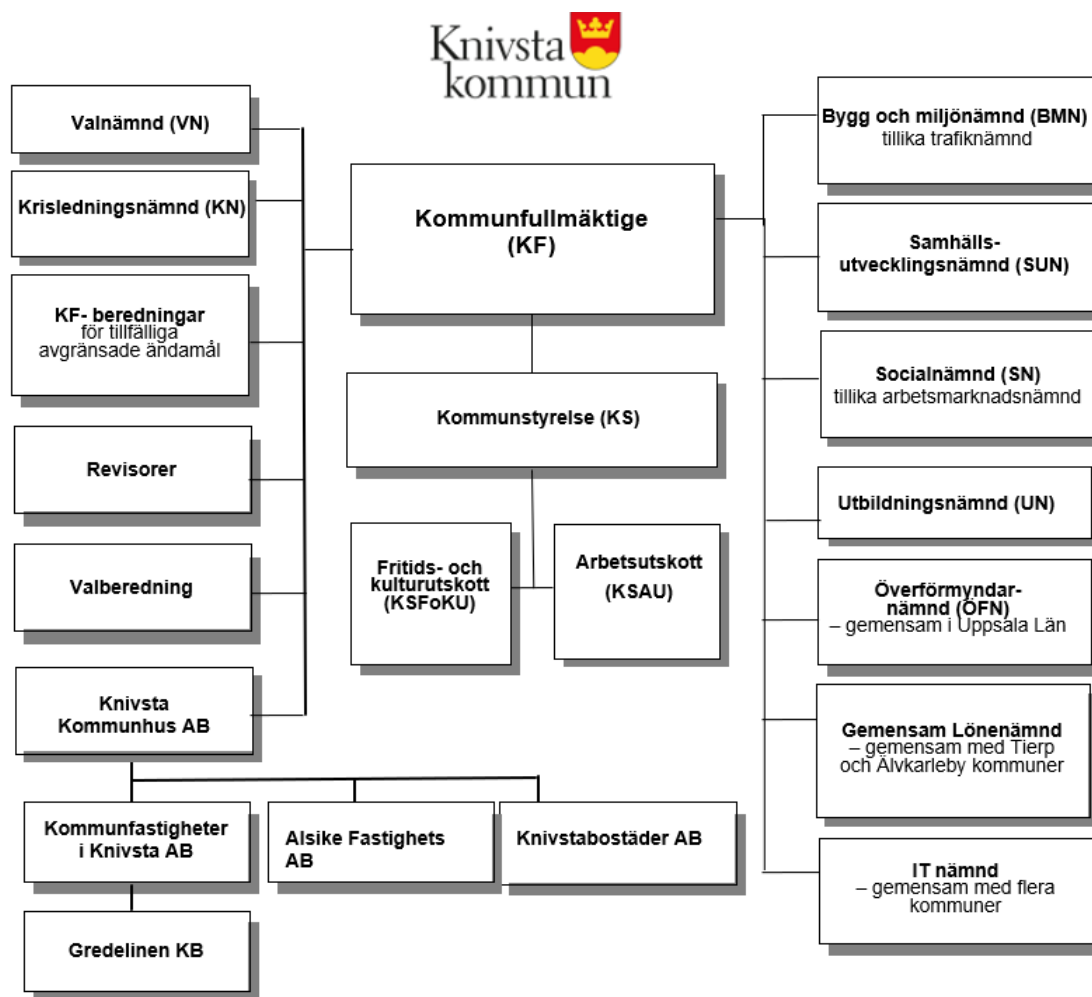 Knivsta
kommun
Valnämnd (VN)
Krisledningsnämnd (KN)
KF- beredningar
för tillfälliga
avgränsade ändamål
Revisorer
Valberedning
Knivsta
Kommunhus AB
Kommunfastigheter
i Knivsta AB
Gredelinen KB
Alsike Fastighets
AB
Knivstabostäder AB
Kommunfullmäktige
(KF)
Kommunstyrelse (KS)
Fritids- och
kulturutskott
(KSFoKU)
Arbetsutskott
(KSAU)
Bygg och miljönämnd (BMN)
tillika trafiknämnd
Samhälls-
utvecklingsnämnd (SUN)
Socialnämnd (SN)
tillika arbetsmarknadsnämnd
Utbildningsnämnd (UN)
Överförmyndar-
nämnd (ÖFN)
– gemensam i Uppsala Län
Gemensam Lönenämnd
– gemensam med Tierp
och Älvkarleby kommuner
IT nämnd
– gemensam med flera
kommuner